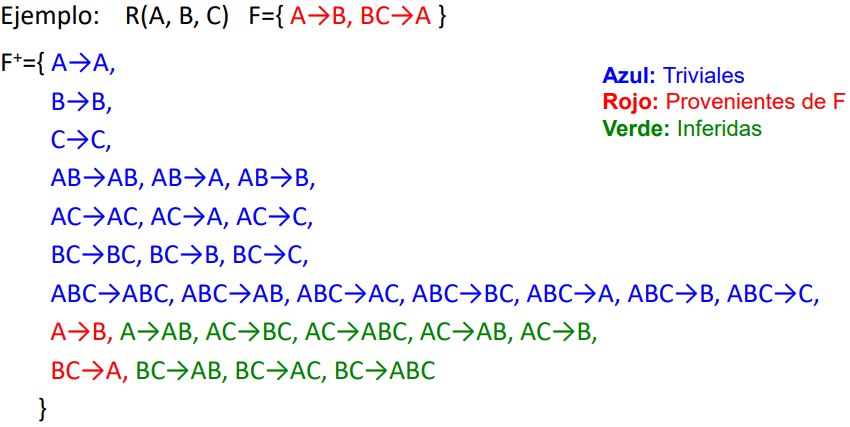 Ejemplo: R(A, B, C) F={ A→B, BC→A }
F⁺={ A→A,
Azul: Triviales
B→B,
Rojo: Provenientes de F
Verde: Inferidas
C→C,
AB→AB, AB→A, AB→B,
AC→AC, AC→A, AC→C,
BC→BC, BC→B, BC→C,
ABC→ABC, ABC→AB, ABC→AC, ABC→BC, ABC→A, ABC→B, ABC→C,
A→B, A→AB, AC→BC, AC→ABC, AC→AB, AC→B,
BC→A, BC→AB, BC→AC, BC→ABC
}